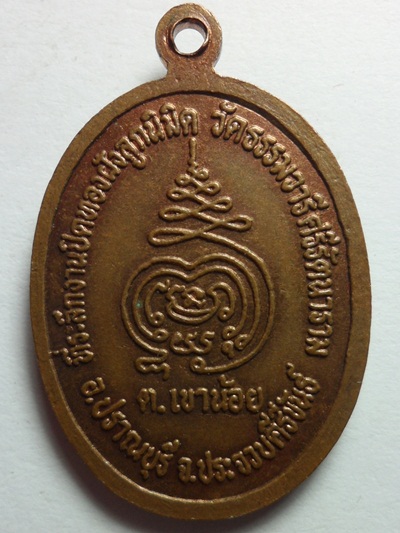 ที่ระลึกงานปิดทองฝังลูกนิมิต วัดธรรมจารีศรีรัตนาราม
ต.เขาน้อย
อ.ปราณบุรี จ.ประจวบคีรีขันธ์